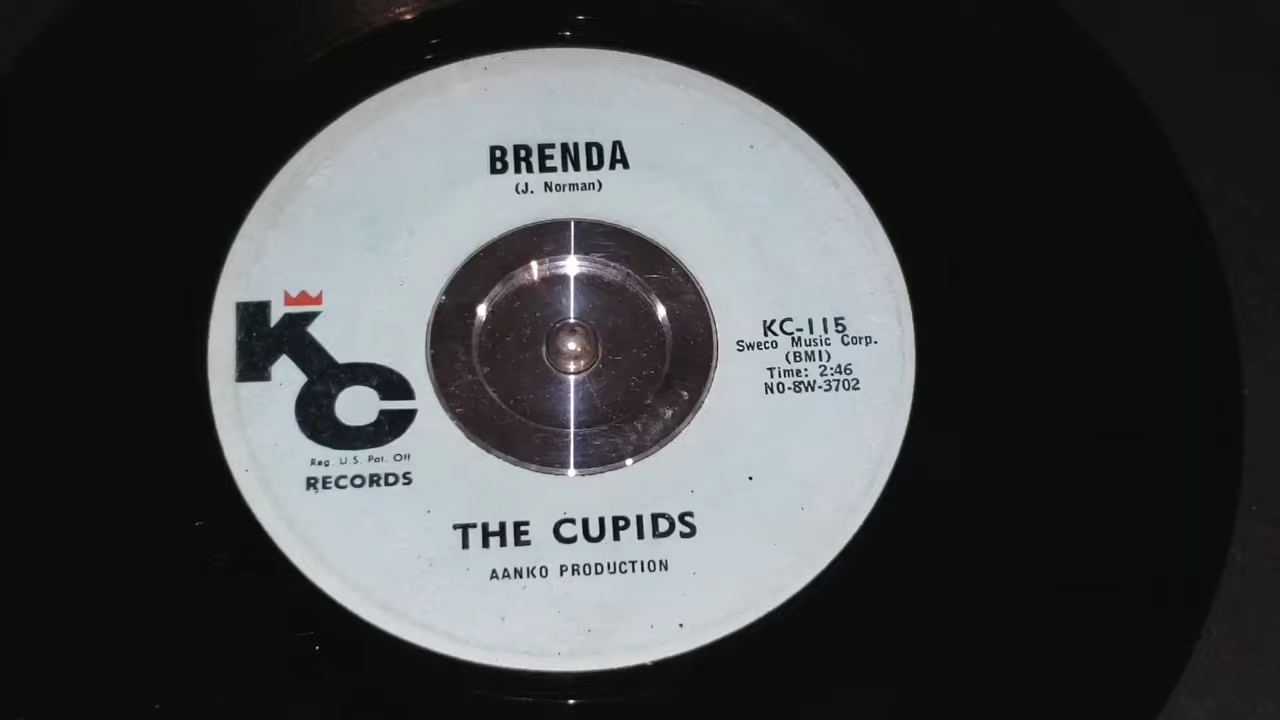 BRENDA
(J. Norman)
KC
Reg. U.S. Pat. Off
RECORDS
KC-115
Sweco Music Corp.
(BMI)
Time: 2:46
NO-8W-3702
THE CUPIDS
AANKO PRODUCTION